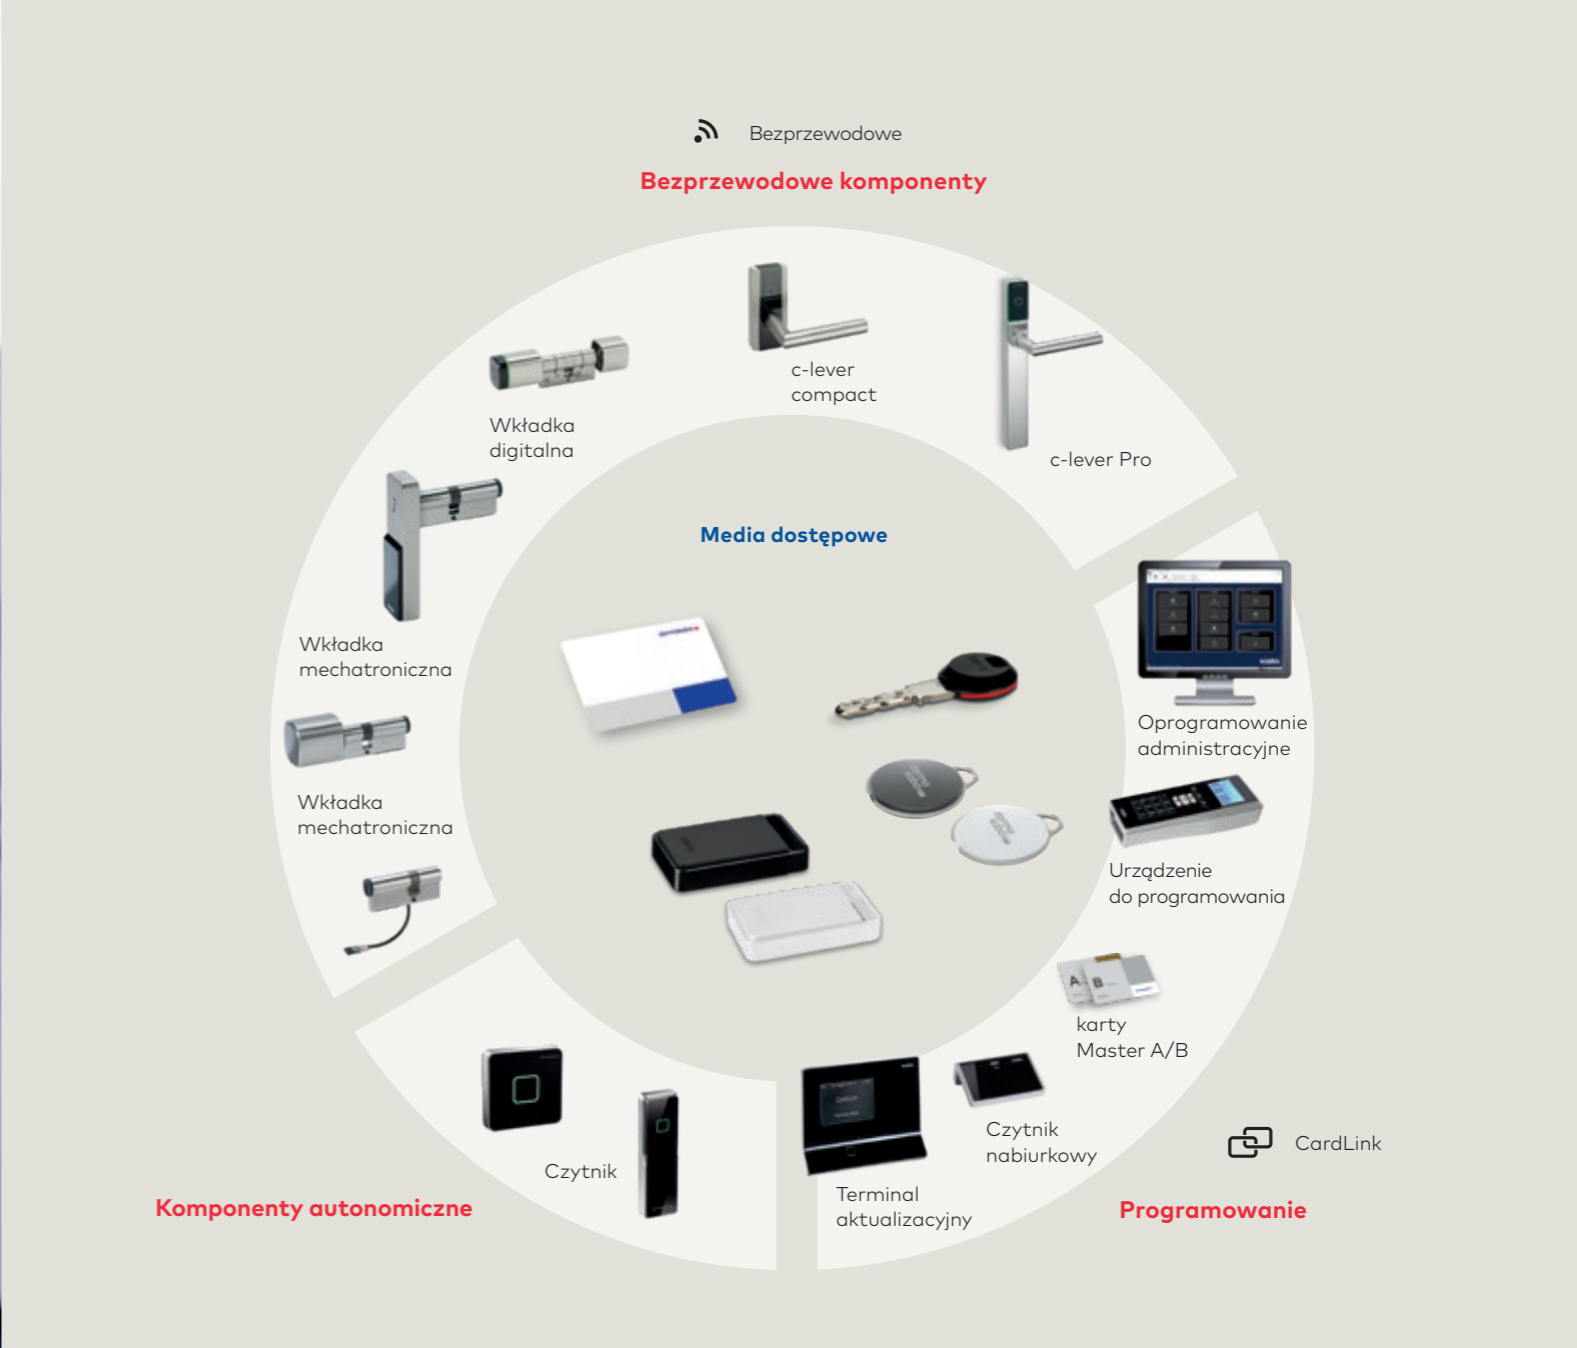 Bezprzewodowe
Bezprzewodowe komponenty
c-lever
compact
c-lever Pro
Wkładka
digitalna
Wkładka
mechatroniczna
Wkładka
mechatroniczna
Media dostępowe
Oprogramowanie
administracyjne
Urządzenie
do programowania
A
B
karty
Master A/B
Czytnik
nabiurkowy
Terminal
aktualizacyjny
CardLink
Programowanie
Czytnik
Komponenty autonomiczne